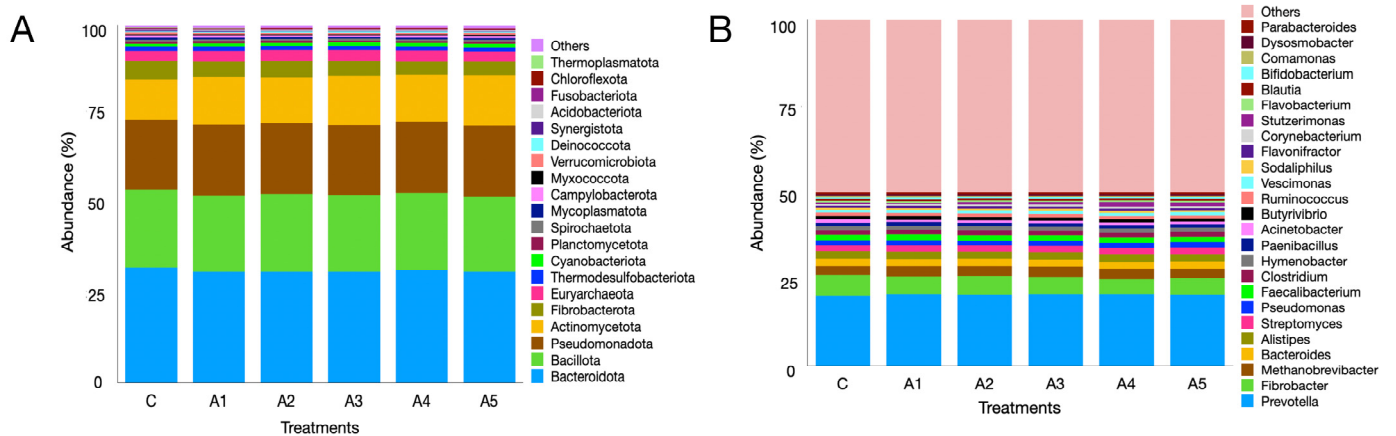 A
100
75
50
25
0
Abundance (%)
C A1 A2 A3 A4 A5
Treatments
Others
Thermoplasmatota
Chloroflexota
Fusobacteriota
Acidobacteriota
Synergistota
Deinococcota
Verrucomicrobiota
Myxococcota
Campylobacterota
Mycoplasmatota
Spirochaetota
Planctomycetota
Cyanobacteriota
Thermodesulfobacteriota
Euryarchaeota
Fibrobacterota
Actinomycetota
Pseudomonadota
Bacillota
Bacteroidota
B
100
75
50
25
0
Abundance (%)
C A1 A2 A3 A4 A5
Treatments
Others
Parabacteroides
Dysosmobacter
Comamonas
Bifidobacterium
Blautia
Flavobacterium
Stutzerimonas
Corynebacterium
Flavonifractor
Sodaliphilus
Vescimonas
Ruminococcus
Butyrivibrio
Acinetobacter
Paenibacillus
Hymenobacter
Clostridium
Faecalibacterium
Pseudomonas
Streptomyces
Alistipes
Bacteroides
Methanobrevibacter
Fibrobacter
Prevotella